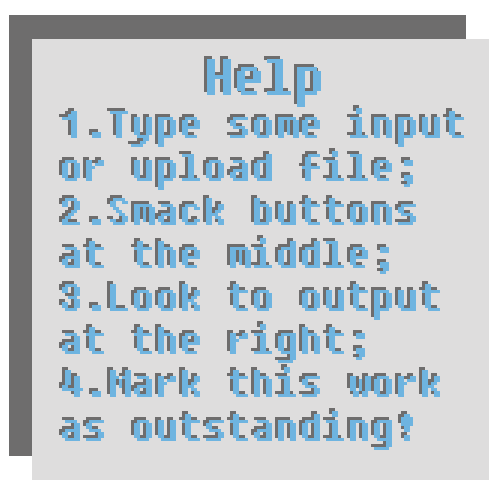 Help
1.Type some input
or upload file;
2.Smack buttons
at the middle;
3.Look to output
at the right;
4.Mark this work
as outstanding!